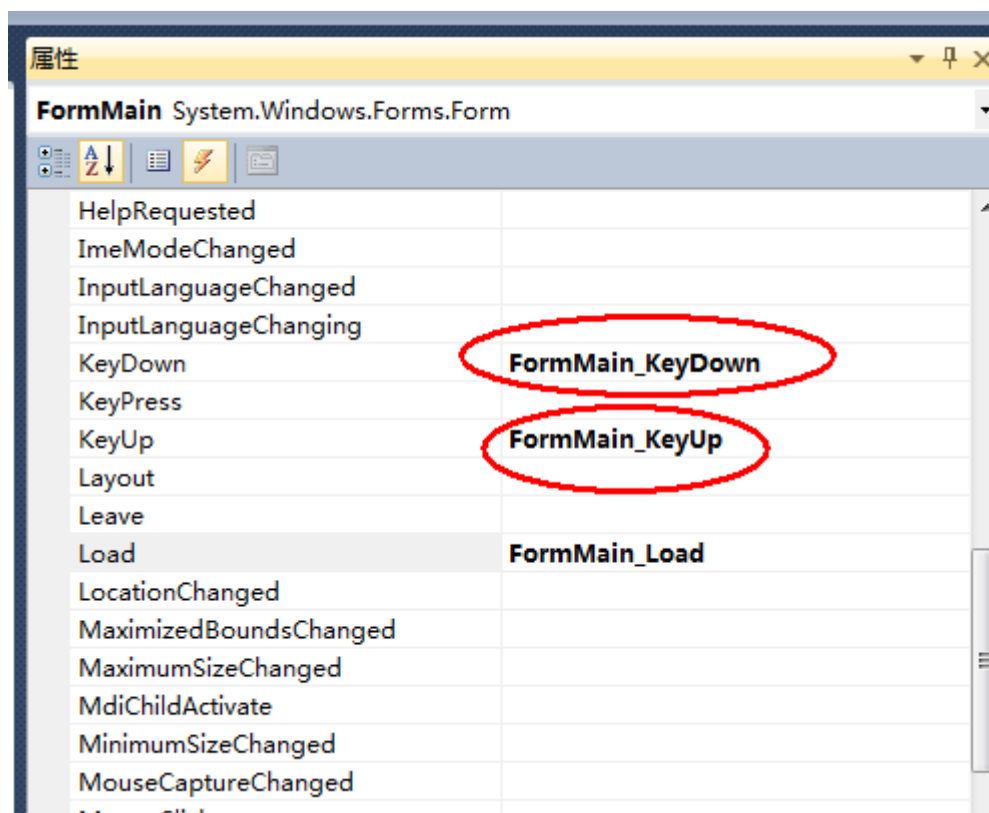 属性
FormMain System.Windows.Forms.Form
HelpRequested
ImeModeChanged
InputLanguageChanged
InputLanguageChanging
KeyDown FormMain_KeyDown
KeyPress
KeyUp FormMain_KeyUp
Layout
Leave
Load FormMain_Load
LocationChanged
MaximizedBoundsChanged
MaximumSizeChanged
MdiChildActivate
MinimumSizeChanged
MouseCaptureChanged